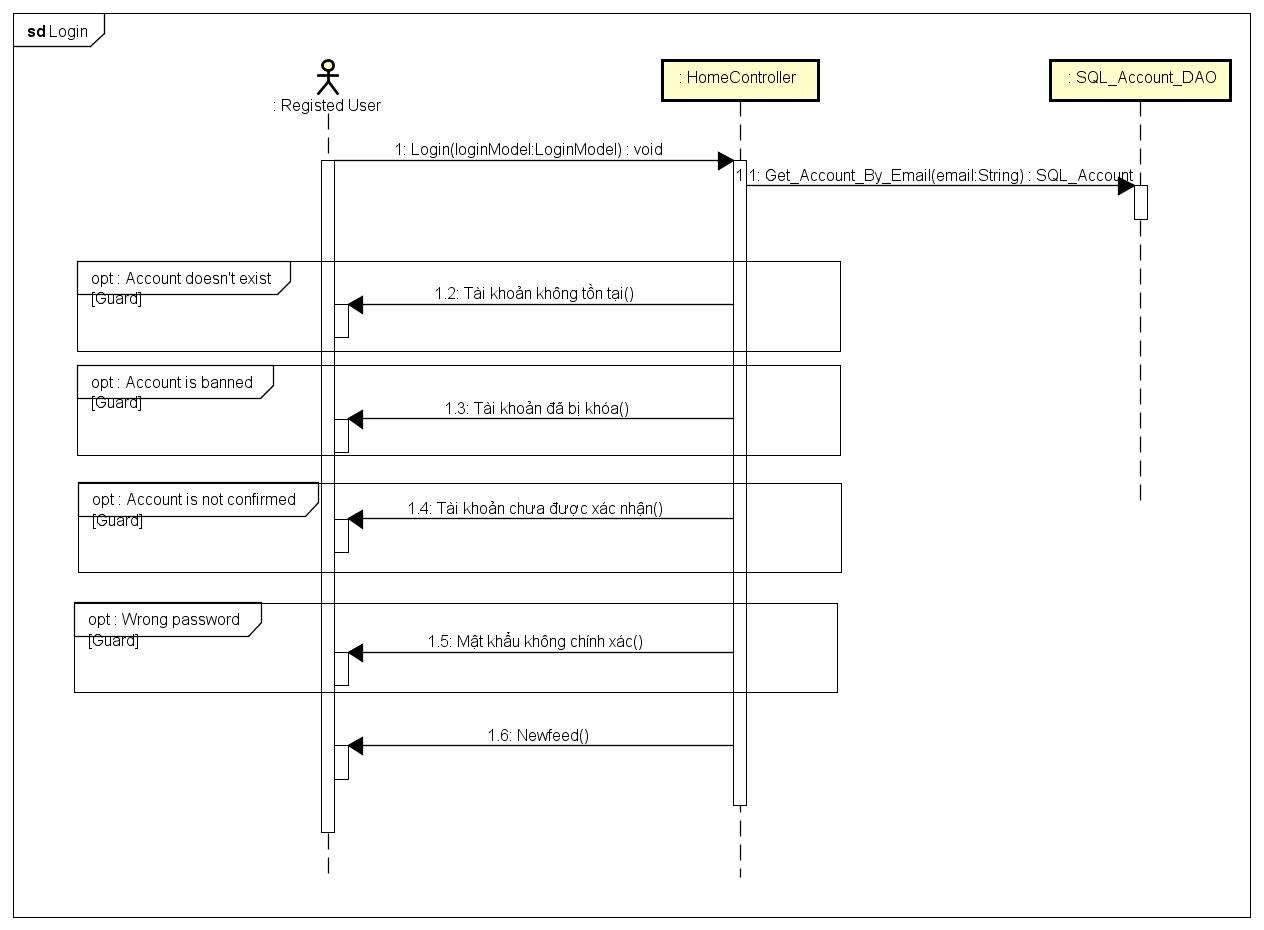 sd Login
: Registed User
: HomeController
: SQL_Account_DAO
1: Login(loginModel:LoginModel) : void
1.1: Get_Account_By_Email(email:String) : SQL_Account
opt : Account doesn't exist
[Guard]
1.2: Tài khoản không tồn tại()
opt : Account is banned
[Guard]
1.3: Tài khoản đã bị khóa()
opt : Account is not confirmed
[Guard]
1.4: Tài khoản chưa được xác nhận()
opt : Wrong password
[Guard]
1.5: Mật khẩu không chính xác()
1.6: Newfeed()